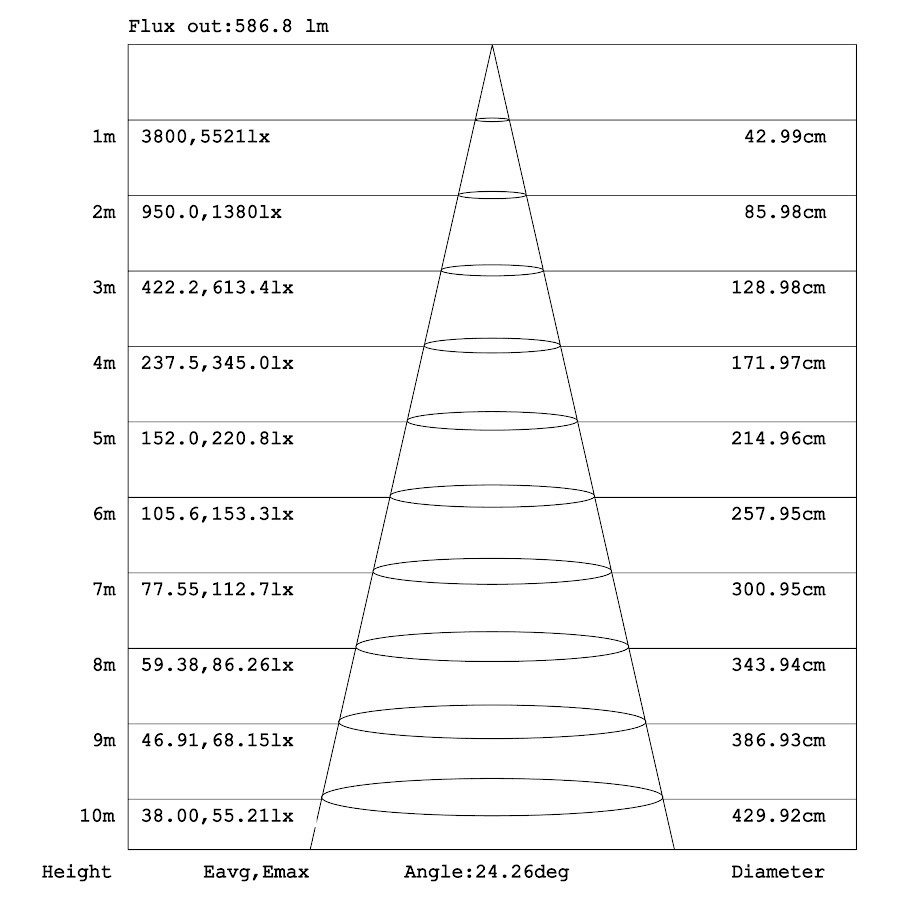 Flux out:586.8 lm
1m 3800,5521lx 42.99cm
2m 950.0,1380lx 85.98cm
3m 422.2,613.4lx 128.98cm
4m 237.5,345.0lx 171.97cm
5m 152.0,220.8lx 214.96cm
6m 105.6,153.3lx 257.95cm
7m 77.55,112.7lx 300.95cm
8m 59.38,86.26lx 343.94cm
9m 46.91,68.15lx 386.93cm
10m 38.00,55.21lx 429.92cm
Height Eavg,Emax Angle:24.26deg Diameter